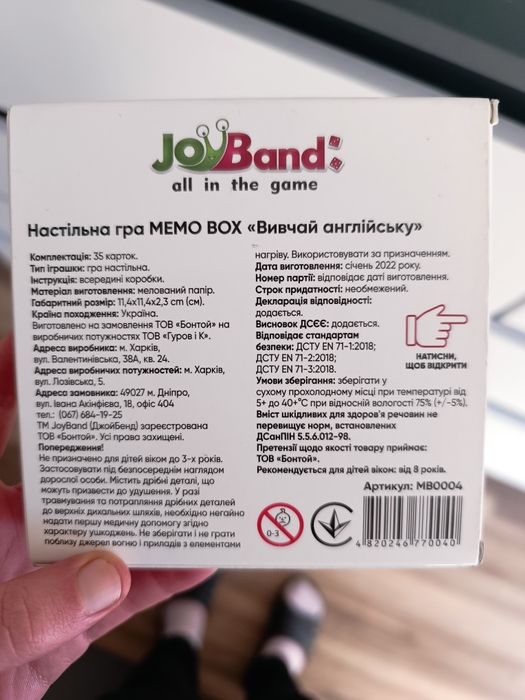 JoyBand
all in the game
Настільна гра MEMO BOX «Вивчай англійську»
Комплектація: 35 карток.
Тип іграшки: гра настільна.
Інструкція: всередині коробки.
Матеріал виготовлення: мелований папір.
Габаритний розмір: 11,4х11,4х2,3 см (см).
Країна походження: Україна.
Виготовлено на замовлення ТОВ «Бонтой» на
виробничих потужностях ТОВ «Гуров і К».
Адреса виробника: м. Харків,
вул. Валентинівська, 38А, кв. 24.
Адреса виробничих потужностей: м. Харків,
вул. Лозівська, 5.
Адреса замовника: 49027 м. Дніпро,
вул. Івана Акінфієва, 18, офіс 404
тел.: (067) 684-19-25
ТМ JoyBand (ДжойБенд) зареєстрована
ТОВ «Бонтой». Усі права захищені.
Попередження!
Не призначено для дітей віком до 3-х років.
Застосовувати під безпосереднім наглядом
дорослої особи. Містить дрібні деталі, що
можуть призвести до удушення. У разі
травмування та потрапляння дрібних деталей
до верхніх дихальних шляхів, необхідно негайно
надати першу медичну допомогу згідно
характеру ушкоджень. Не зберігати і не грати
поблизу джерел вогню і приладів з елементами
нагріву. Використовувати за призначенням.
Дата виготовлення: січень 2022 року.
Номер партії: відповідає даті виготовлення.
Строк придатності: необмежений.
Декларація відповідності:
додається.
Висновок ДСЄЄ: додається.
Відповідає стандартам
безпеки: ДСТУ EN 71-1:2018;
ДСТУ EN 71-2:2018;
ДСТУ EN 71-3:2018.
Умови зберігання: зберігати у
сухому прохолодному місці при температурі від
5+ до 40+°C при відносній вологості 75% (+/-5%).
Вміст шкідливих для здоров'я речовин не
перевищує норм, встановлених
ДСанПІН 5.5.6.012-98.
Претензії щодо якості товару приймає:
ТОВ «Бонтой».
Рекомендується для дітей віком: від 8 років.
НАТИСНИ,
ЩОБ ВІДКРИТИ
Артикул: MB0004
0-3
4 820246 770040